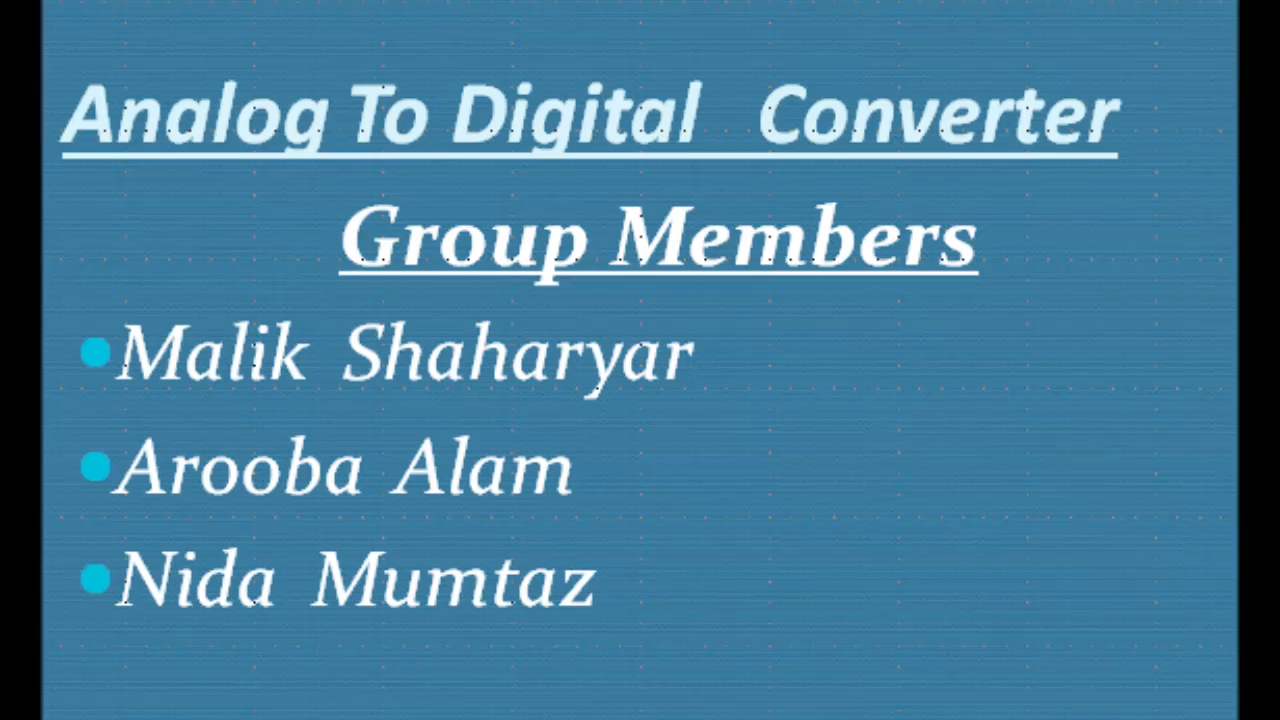 Analog To Digital Converter
Group Members
•Malik Shaharyar
•Arooba Alam
•Nida Mumtaz